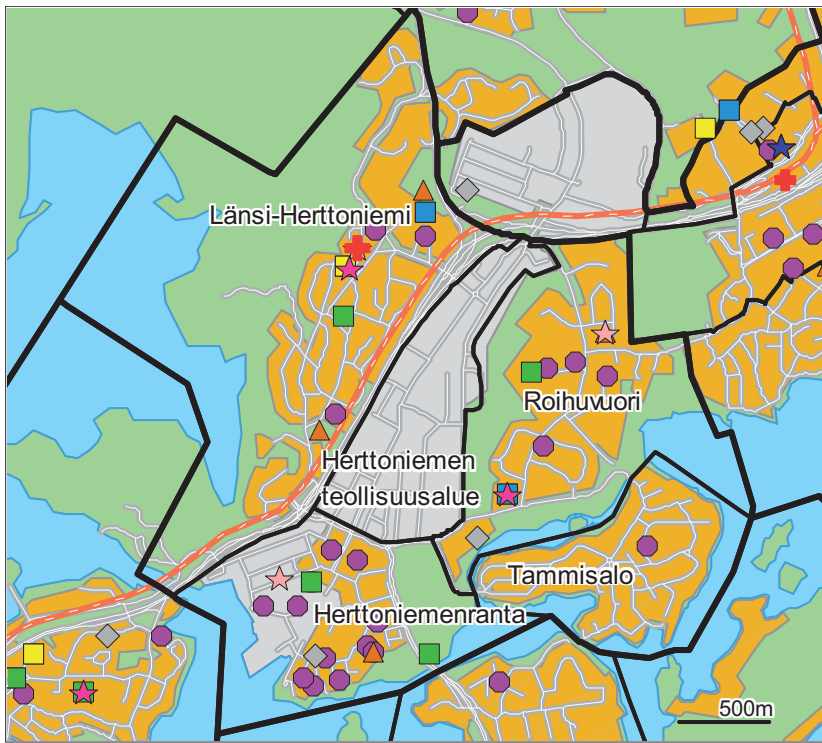 Länsi-Herttoniemi
Roihuvuori
Herttoniemen
teollisuusalue
Tammisalo
Herttoniemenranta
500m